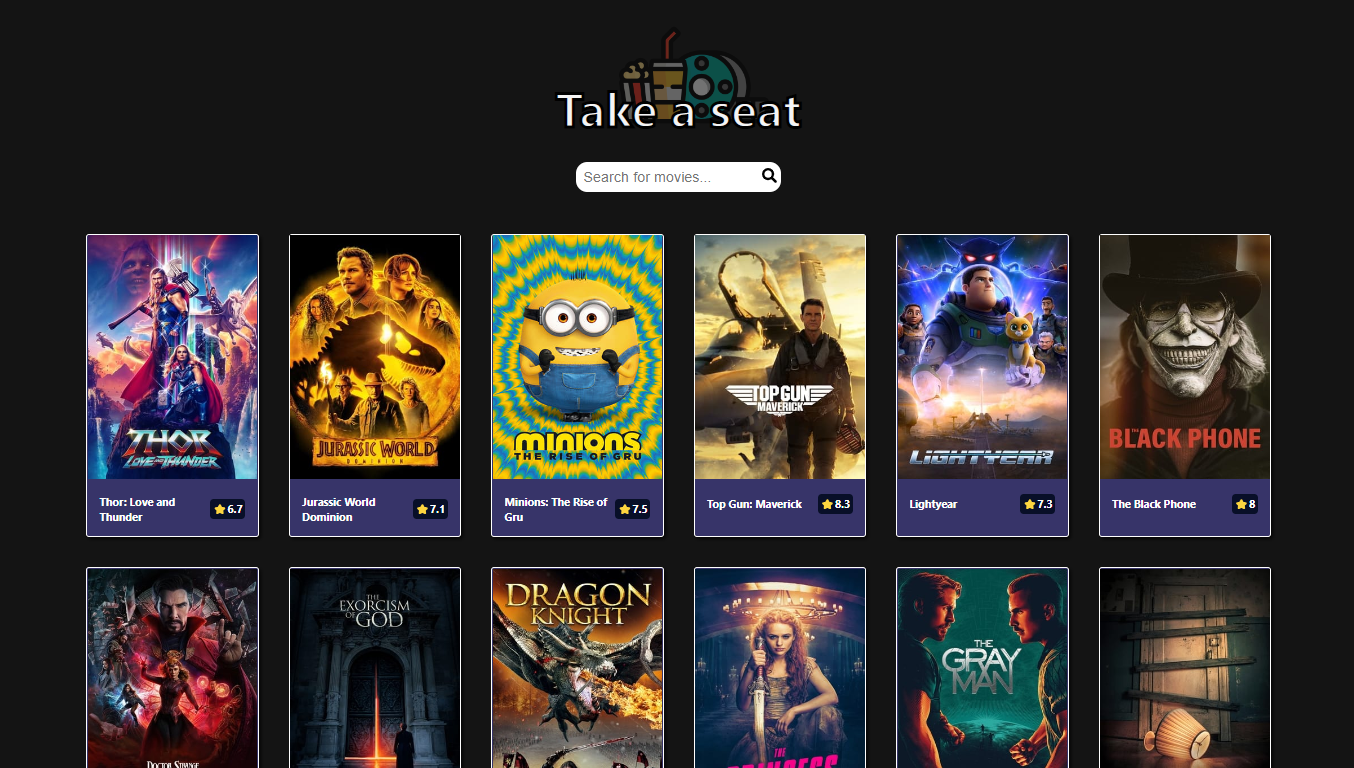 Take a seat
Search for movies...
THOR
LOVE AND THUNDER
JURASSIC WORLD
DOMINION
minions
THE RISE OF GRU
TOP GUN
MAVERICK
LIGHTYEAR
THE
BLACK PHONE
Thor: Love and
Thunder
6.7
Jurassic World
Dominion
7.1
Minions: The Rise of
Gru
7.5
Top Gun: Maverick
8.3
Lightyear
7.3
The Black Phone
8
DOCTOR STRANGE
THE
EXORCISM
OF GOD
DRAGON
KNIGHT
THE
PRINCESS
THE
GRAY
MAN